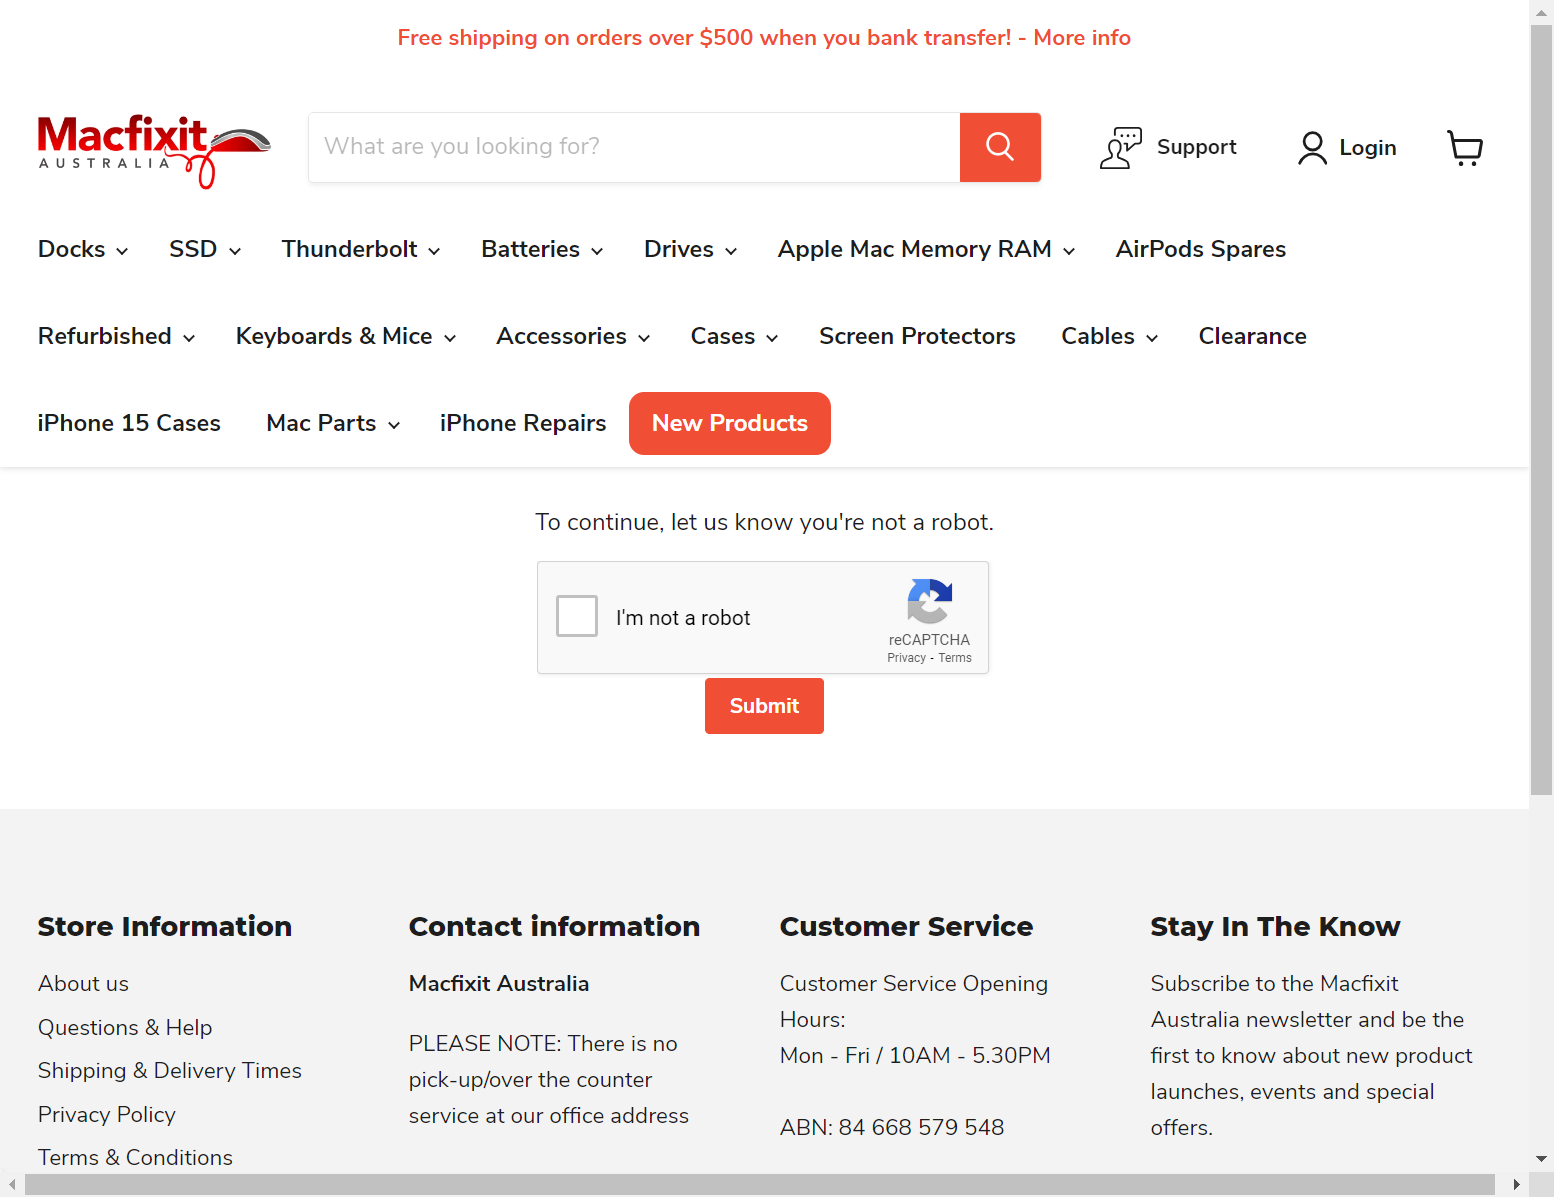 Free shipping on orders over $500 when you bank transfer! - More info
Macfixit
AUSTRALIA
What are you looking for?
Support
Login
Docks
SSD
Thunderbolt
Batteries
Drives
Apple Mac Memory RAM
AirPods Spares
Refurbished
Keyboards & Mice
Accessories
Cases
Screen Protectors
Cables
Clearance
iPhone 15 Cases
Mac Parts
iPhone Repairs
New Products
To continue, let us know you're not a robot.
I'm not a robot
reCAPTCHA
Privacy - Terms
Submit
Store Information
About us
Questions & Help
Shipping & Delivery Times
Privacy Policy
Terms & Conditions
Contact information
Macfixit Australia
PLEASE NOTE: There is no
pick-up/over the counter
service at our office address
Customer Service
Customer Service Opening
Hours:
Mon - Fri / 10AM - 5.30PM
ABN: 84 668 579 548
Stay In The Know
Subscribe to the Macfixit
Australia newsletter and be the
first to know about new product
launches, events and special
offers.